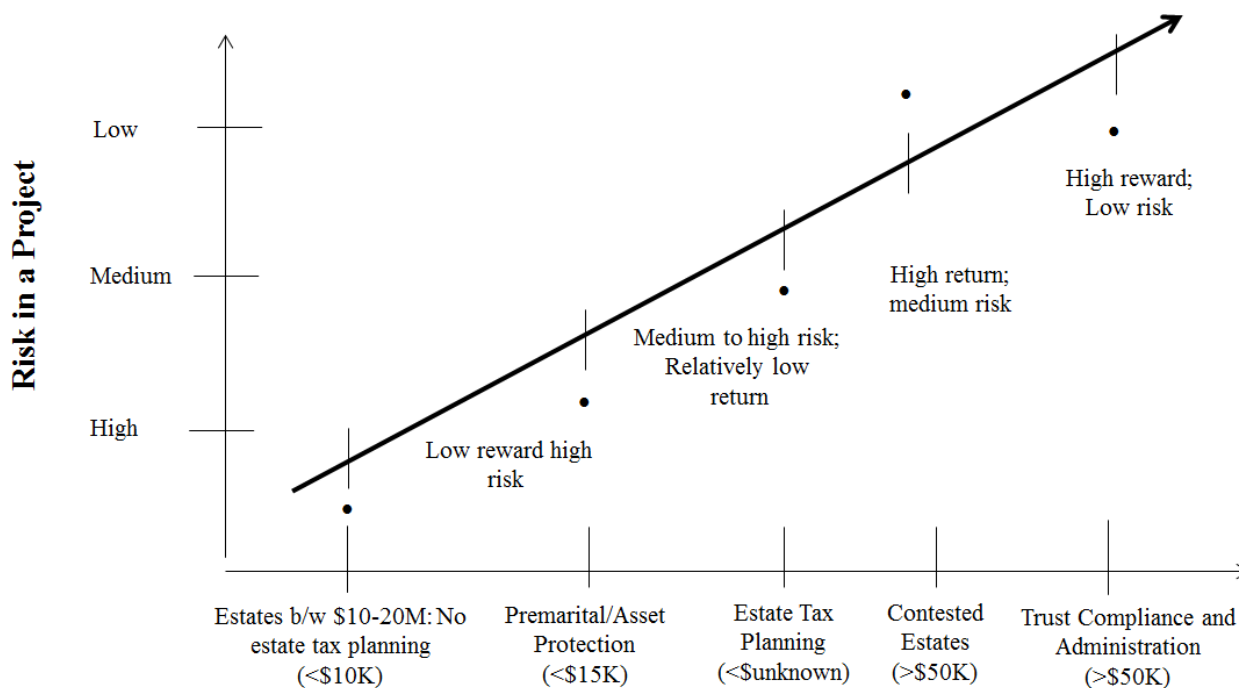 Risk in a Project
Low
Medium
High
High reward;
Low risk
High return;
medium risk
Medium to high risk;
Relatively low
return
Low reward high
risk
Estates b/w $10-20M: No
estate tax planning
(<$10K)
Premarital/Asset
Protection
(<$15K)
Estate Tax
Planning
(<$unknown)
Contested
Estates
(>$50K)
Trust Compliance and
Administration
(>$50K)